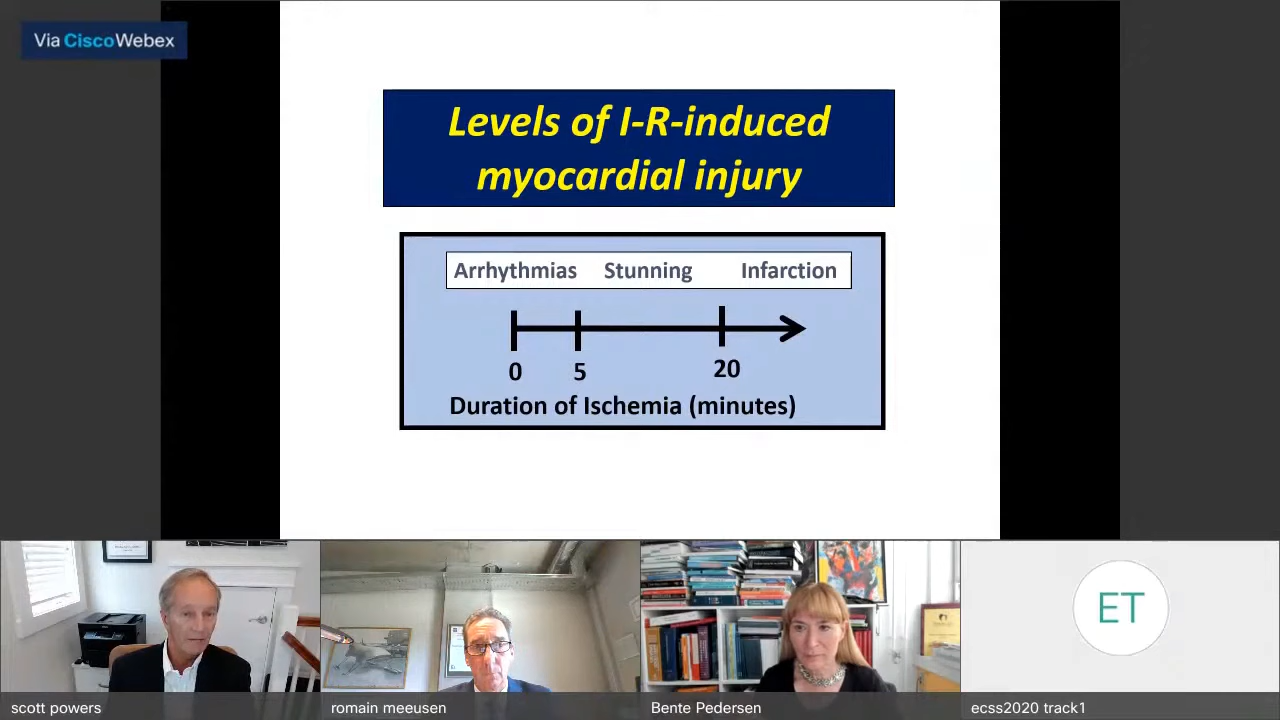 Via CiscoWebex
Levels of I-R-induced
myocardial injury
Arrhythmias Stunning Infarction
0 5 20
Duration of Ischemia (minutes)
ET
scott powers
romain meeusen
Bente Pedersen
ecss2020 track1